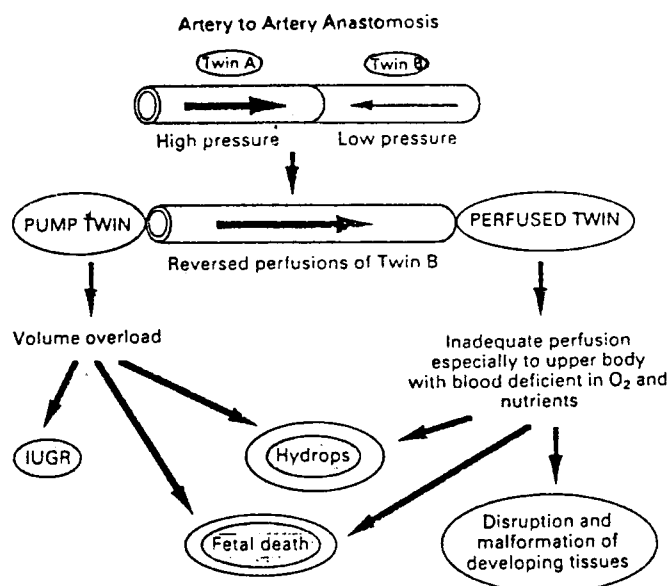 Artery to Artery Anastomosis
Twin A
Twin B
High pressure
Low pressure
PUMP TWIN
PERFUSED TWIN
Reversed perfusions of Twin B
Volume overload
Inadequate perfusion
especially to upper body
with blood deficient in O₂ and
nutrients
IUGR
Hydrops
Fetal death
Disruption and
malformation of
developing tissues